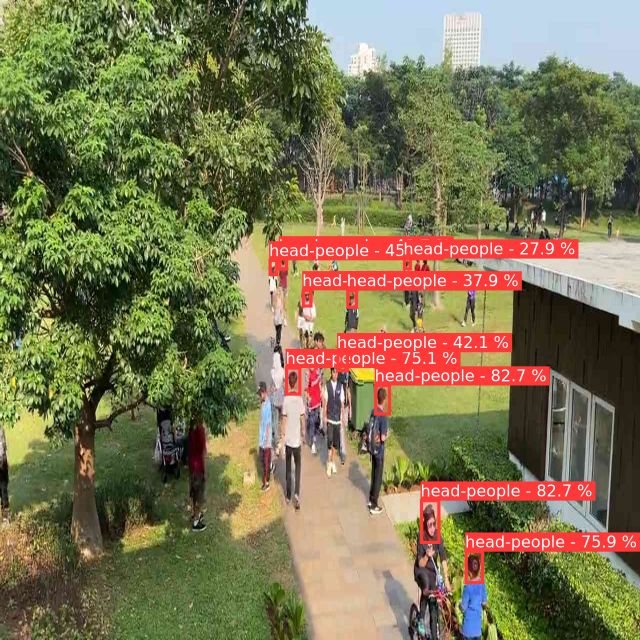 head-people - 45
head-people - 27.9 %
head-head-people - 37.9 %
head-people - 42.1 %
head-people - 75.1 %
head-people - 82.7 %
head-people - 82.7 %
head-people - 75.9 %